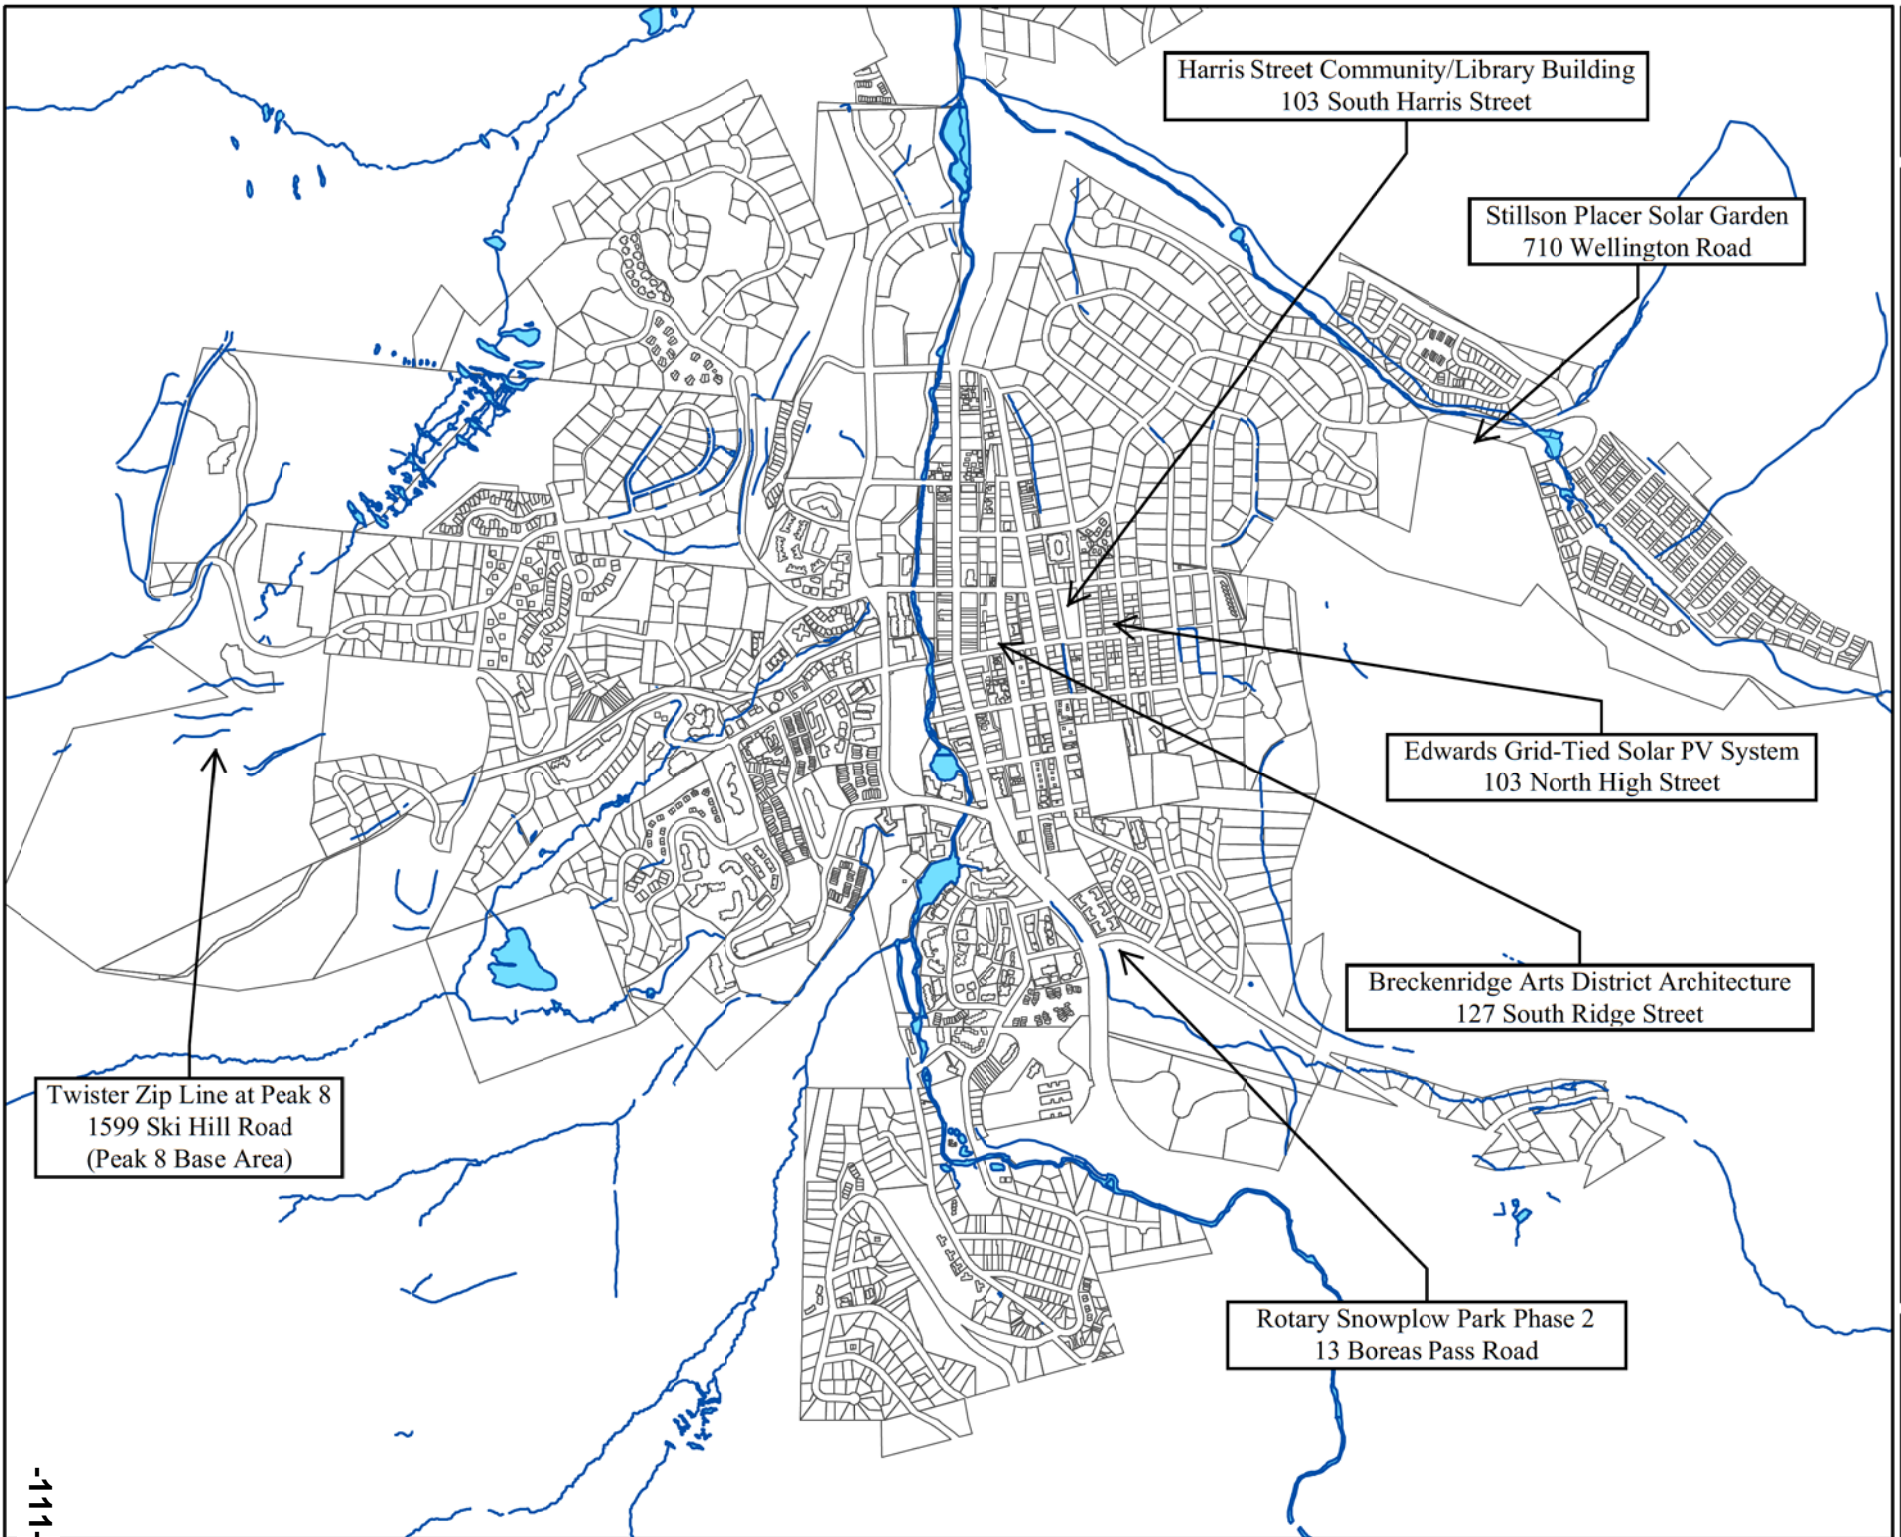 Harris Street Community/Library Building
103 South Harris Street
Stillson Placer Solar Garden
710 Wellington Road
Edwards Grid-Tied Solar PV System
103 North High Street
Breckenridge Arts District Architecture
127 South Ridge Street
Twister Zip Line at Peak 8
1599 Ski Hill Road
(Peak 8 Base Area)
Rotary Snowplow Park Phase 2
13 Boreas Pass Road
-111-